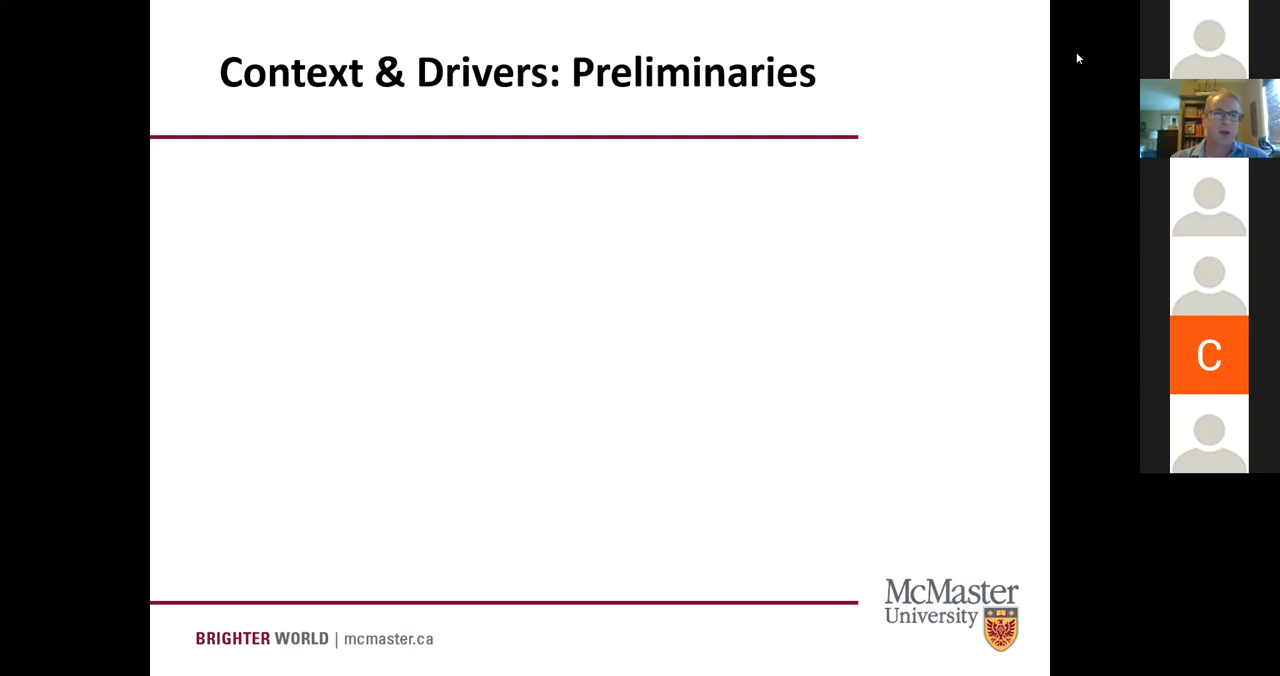 Context & Drivers: Preliminaries
C
McMaster
University
BRIGHTER WORLD | mcmaster.ca